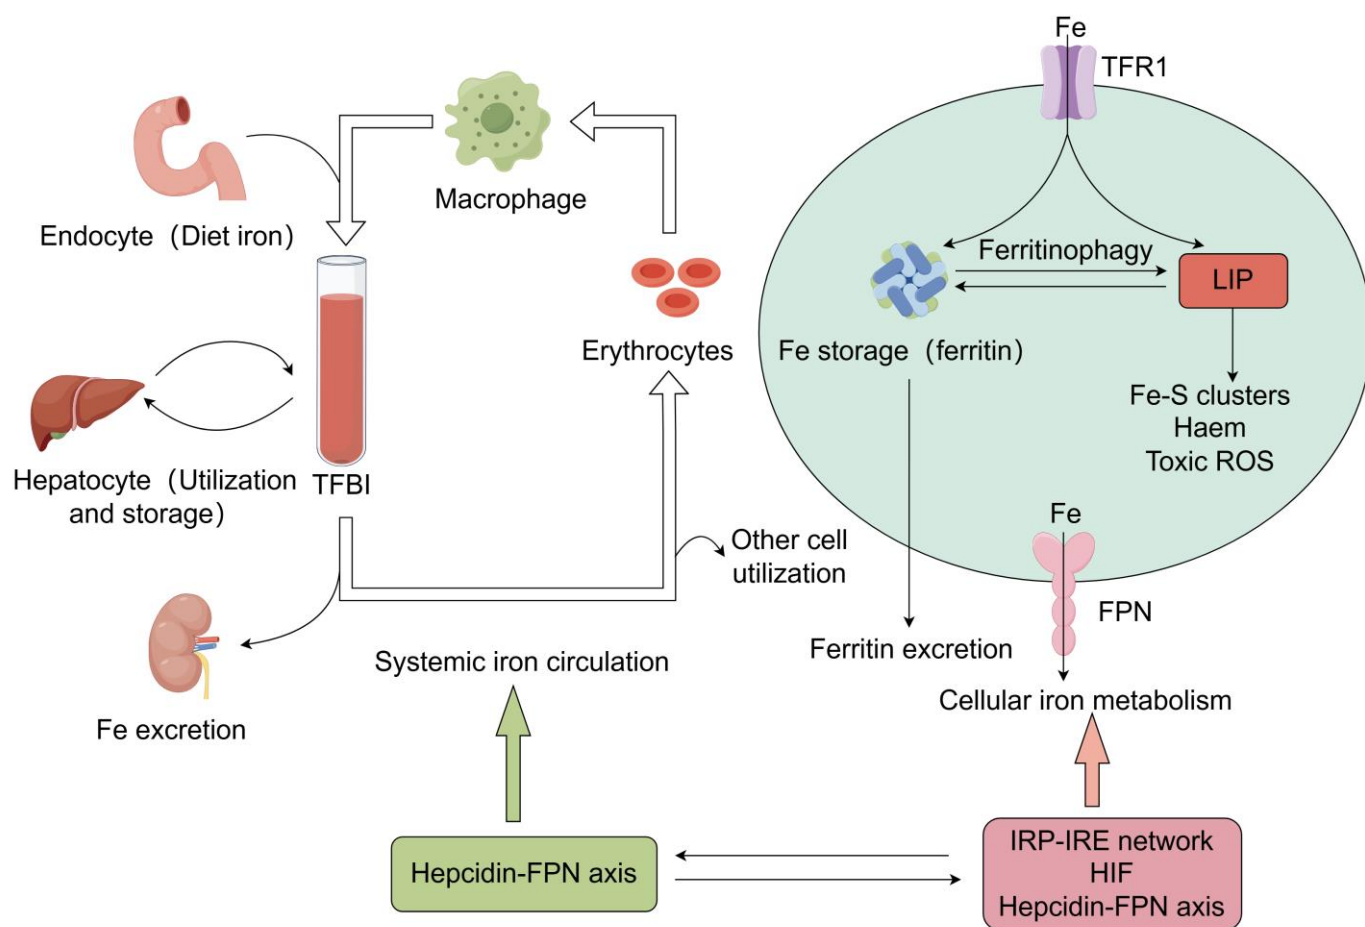 Fe
TFR1
Macrophage
Endocyte（Diet iron）
Ferritinophagy
LIP
Erythrocytes
Fe storage（ferritin）
Fe-S clusters
Haem
Toxic ROS
Hepatocyte（Utilization
and storage）
TFBI
Fe
Other cell
utilization
FPN
Ferritin excretion
Systemic iron circulation
Cellular iron metabolism
Fe excretion
Hepcidin-FPN axis
IRP-IRE network
HIF
Hepcidin-FPN axis